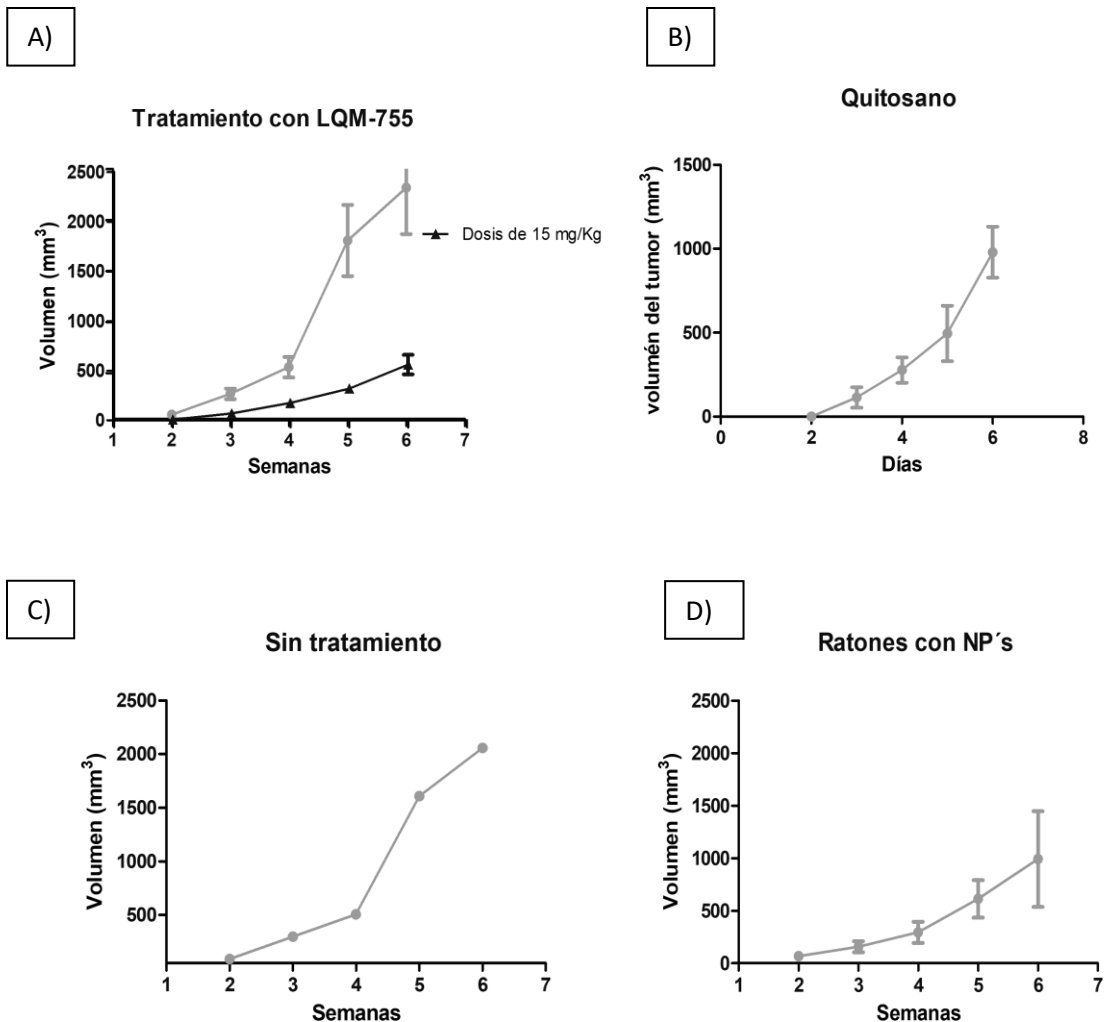 A)
Tratamiento con LQM-755
Volumen (mm³)
2500
2000
1500
1000
500
0
1 2 3 4 5 6 7
Semanas
Dosis de 15 mg/Kg
B)
Quitosano
volumén del tumor (mm³)
1500
1000
500
0
0 2 4 6 8
Días
C)
Sin tratamiento
Volumen (mm³)
2500
2000
1500
1000
500
1 2 3 4 5 6 7
Semanas
D)
Ratones con NP´s
Volumen (mm³)
2500
2000
1500
1000
500
0
1 2 3 4 5 6 7
Semanas